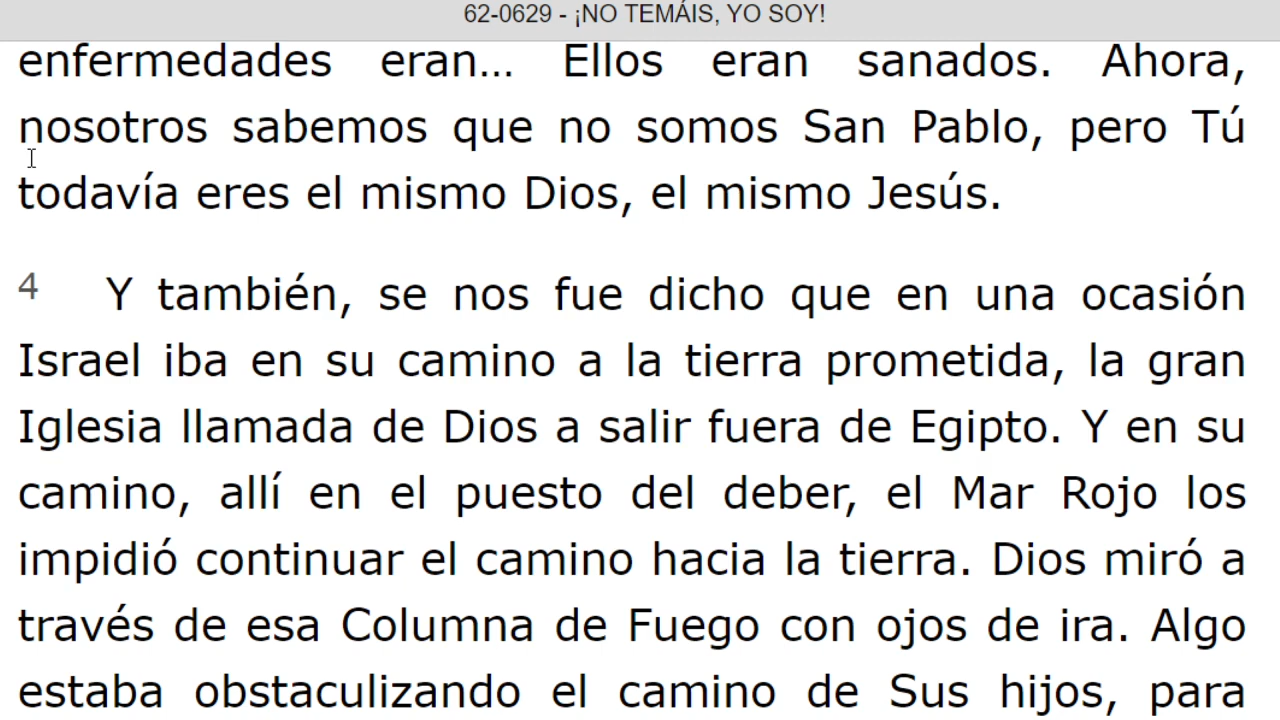 62-0629 - ¡NO TEMÁIS, YO SOY!
enfermedades eran… Ellos eran sanados. Ahora,
nosotros sabemos que no somos San Pablo, pero Tú
todavía eres el mismo Dios, el mismo Jesús.
4 Y también, se nos fue dicho que en una ocasión
Israel iba en su camino a la tierra prometida, la gran
Iglesia llamada de Dios a salir fuera de Egipto. Y en su
camino, allí en el puesto del deber, el Mar Rojo los
impidió continuar el camino hacia la tierra. Dios miró a
través de esa Columna de Fuego con ojos de ira. Algo
estaba obstaculizando el camino de Sus hijos, para